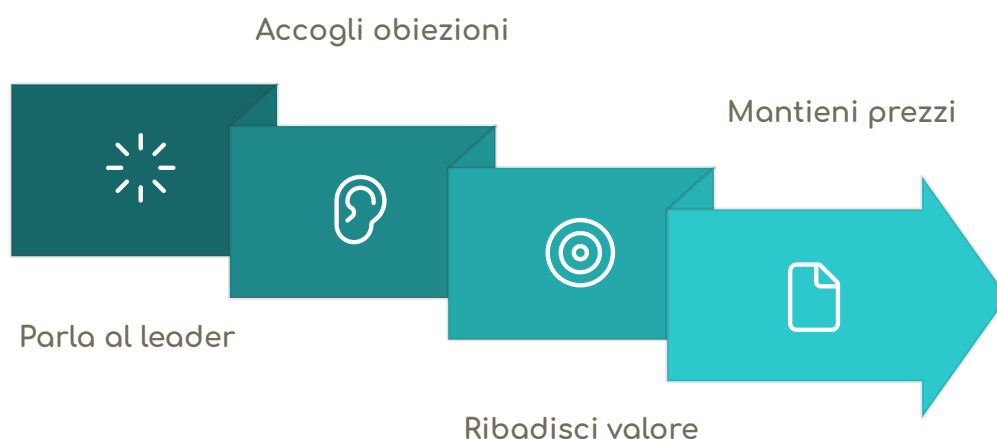 Accogli obiezioni
Mantieni prezzi
Parla al leader
Ribadisci valore